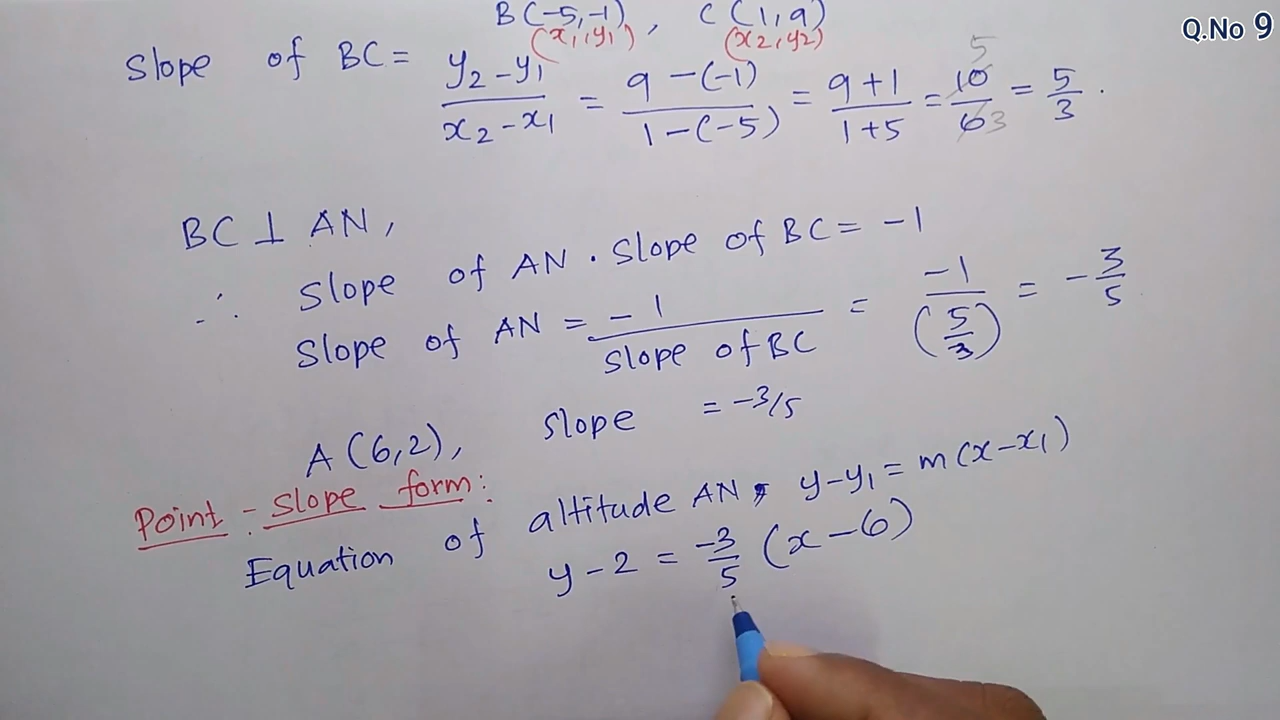 Q.No 9
B(-5,-1), C(1,9)
(x₁,y₁) (x₂,y₂)
Slope of BC = y₂-y₁/x₂-x₁ = 9-(-1)/1-(-5) = 9+1/1+5 = 10/6 5 3 = 5/3.
BC ⊥ AN,
∴ Slope of AN . Slope of BC = -1
Slope of AN = -1/Slope of BC = -1/(5/3) = -3/5
A(6,2), Slope = -3/5
Point-Slope form:
Equation of altitude AN, y-y₁ = m(x-x₁)
y-2 = -3/5 (x-6)